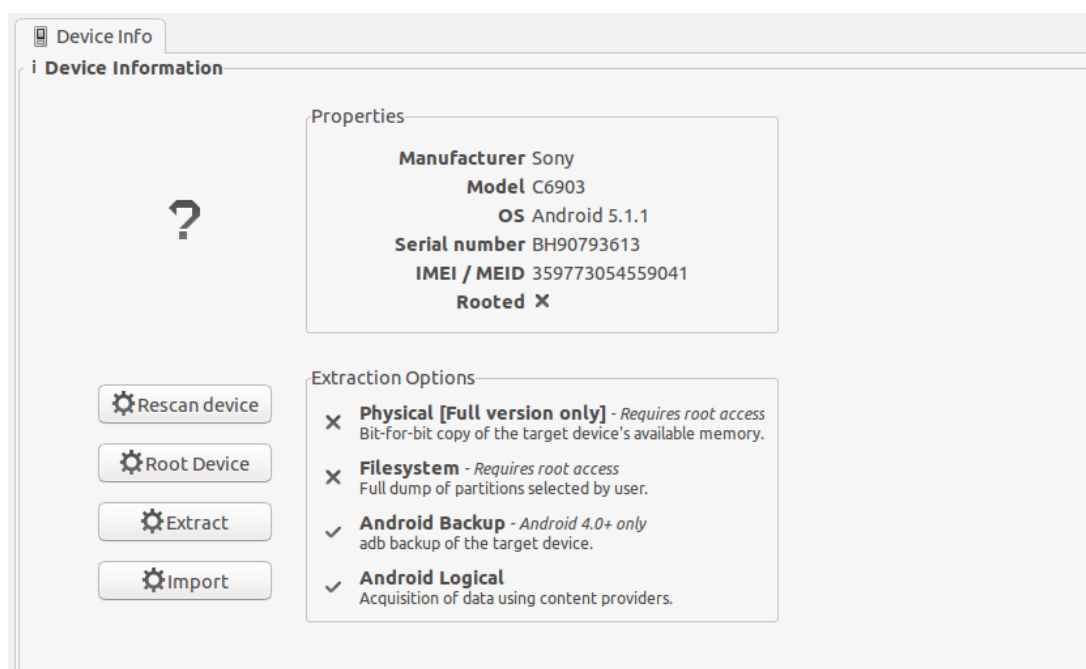 Device Info
i Device Information
Properties
Manufacturer Sony
Model C6903
OS Android 5.1.1
Serial number BH90793613
IMEI / MEID 359773054559041
Rooted ✕
?
Rescan device
Root Device
Extract
Import
Extraction Options
Physical [Full version only] - Requires root access
Bit-for-bit copy of the target device's available memory.
Filesystem - Requires root access
Full dump of partitions selected by user.
Android Backup - Android 4.0+ only
adb backup of the target device.
Android Logical
Acquisition of data using content providers.